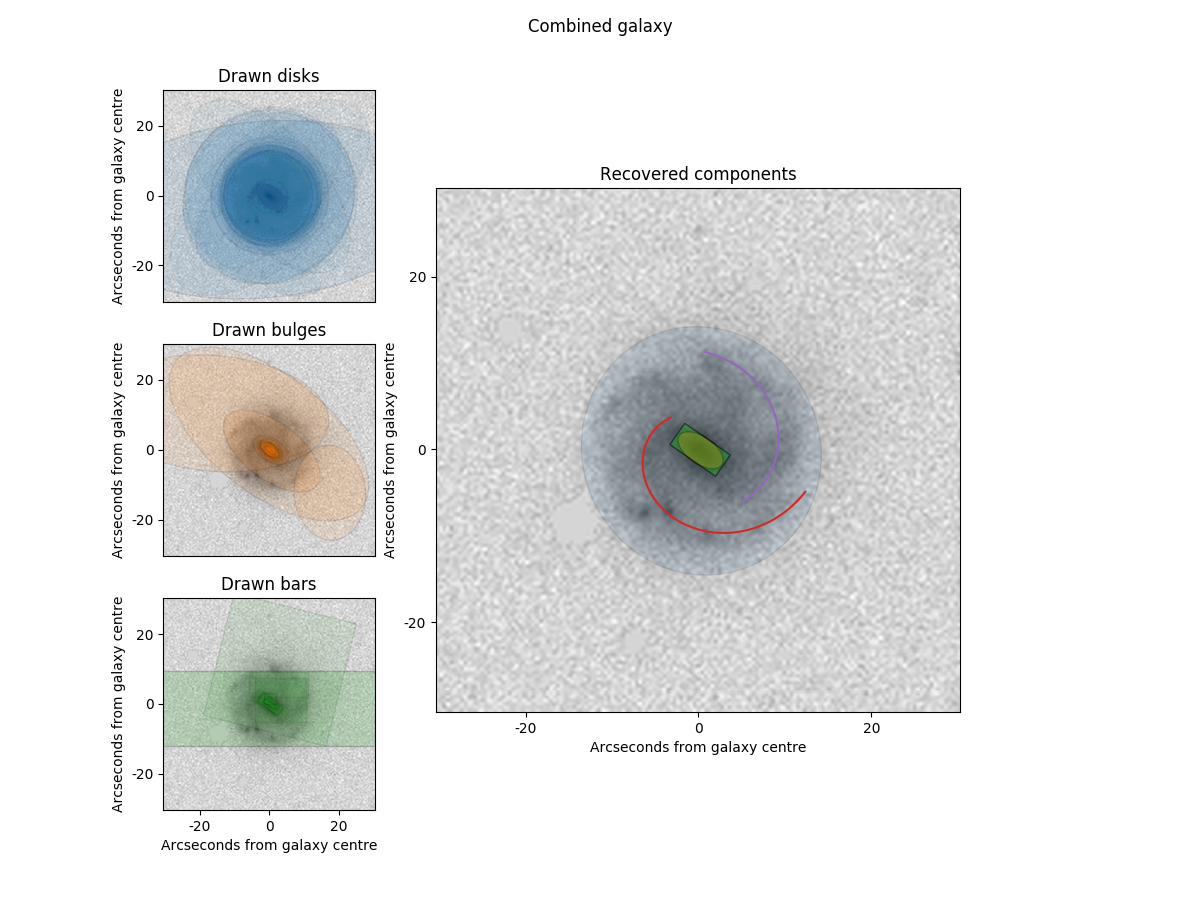 Combined galaxy
Drawn disks
Arcseconds from galaxy centre
20
0
-20
Drawn bulges
Arcseconds from galaxy centre
20
0
-20
Drawn bars
Arcseconds from galaxy centre
20
0
-20
-20 0 20
Arcseconds from galaxy centre
Recovered components
Arcseconds from galaxy centre
20
0
-20
-20 0 20
Arcseconds from galaxy centre